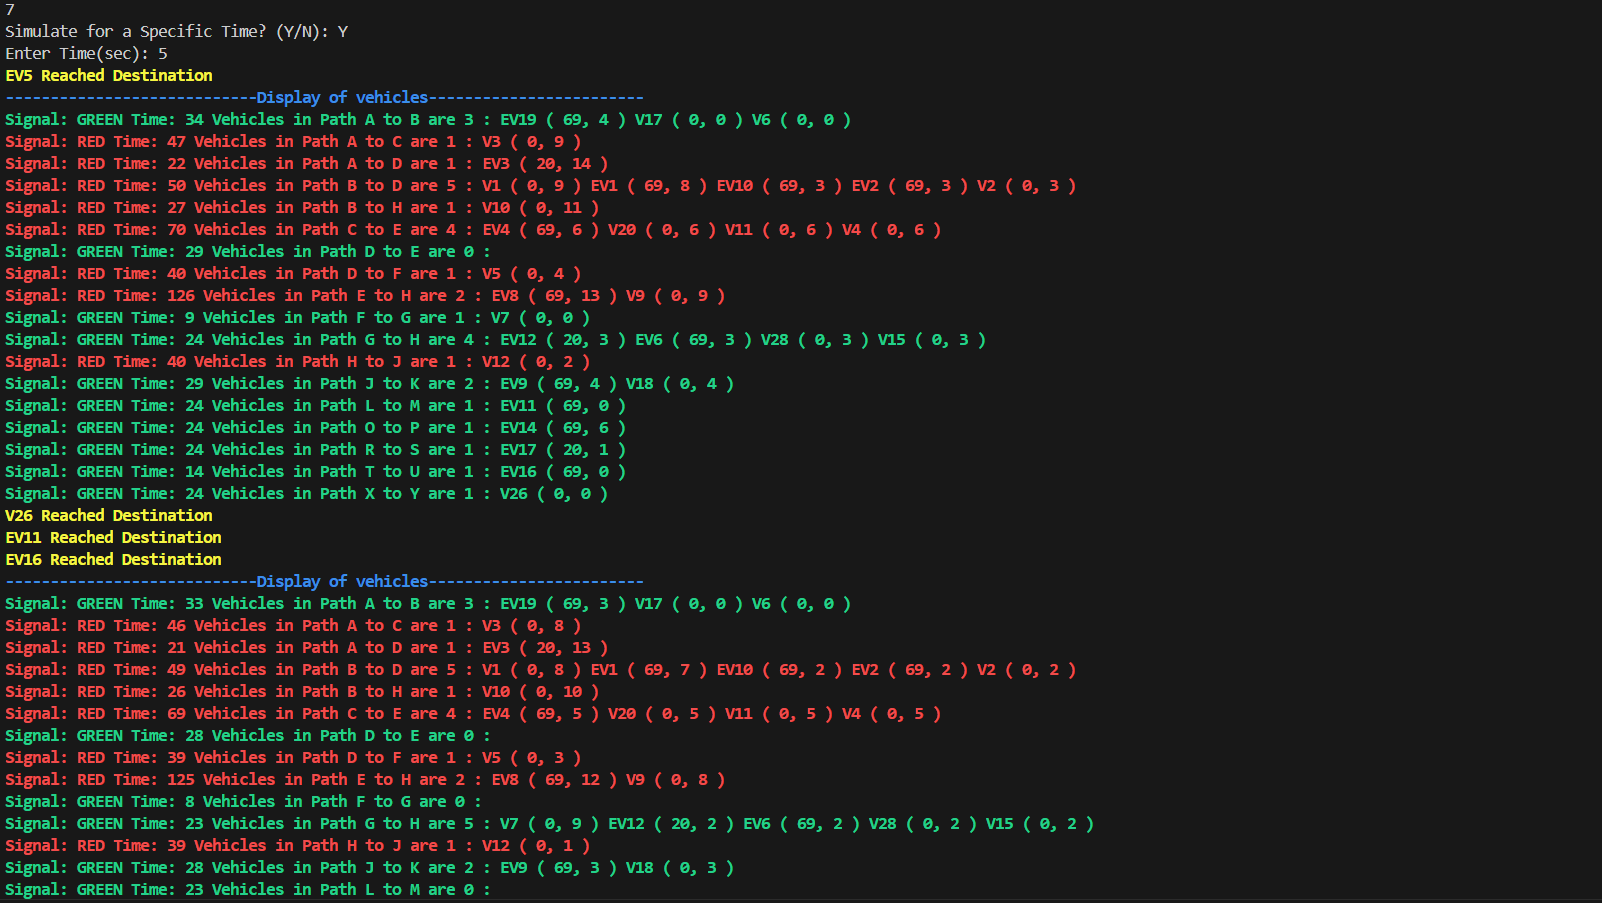 7
Simulate for a Specific Time? (Y/N): Y
Enter Time(sec): 5
EV5 Reached Destination
----------------------------Display of vehicles------------------------
Signal: GREEN Time: 34 Vehicles in Path A to B are 3 : EV19 ( 69, 4 ) V17 ( 0, 0 ) V6 ( 0, 0 )
Signal: RED Time: 47 Vehicles in Path A to C are 1 : V3 ( 0, 9 )
Signal: RED Time: 22 Vehicles in Path A to D are 1 : EV3 ( 20, 14 )
Signal: RED Time: 50 Vehicles in Path B to D are 5 : V1 ( 0, 9 ) EV1 ( 69, 8 ) EV10 ( 69, 3 ) EV2 ( 69, 3 ) V2 ( 0, 3 )
Signal: RED Time: 27 Vehicles in Path B to H are 1 : V10 ( 0, 11 )
Signal: RED Time: 70 Vehicles in Path C to E are 4 : EV4 ( 69, 6 ) V20 ( 0, 6 ) V11 ( 0, 6 ) V4 ( 0, 6 )
Signal: GREEN Time: 29 Vehicles in Path D to E are 0 :
Signal: RED Time: 40 Vehicles in Path D to F are 1 : V5 ( 0, 4 )
Signal: RED Time: 126 Vehicles in Path E to H are 2 : EV8 ( 69, 13 ) V9 ( 0, 9 )
Signal: GREEN Time: 9 Vehicles in Path F to G are 1 : V7 ( 0, 0 )
Signal: GREEN Time: 24 Vehicles in Path G to H are 4 : EV12 ( 20, 3 ) EV6 ( 69, 3 ) V28 ( 0, 3 ) V15 ( 0, 3 )
Signal: RED Time: 40 Vehicles in Path H to J are 1 : V12 ( 0, 2 )
Signal: GREEN Time: 29 Vehicles in Path J to K are 2 : EV9 ( 69, 4 ) V18 ( 0, 4 )
Signal: GREEN Time: 24 Vehicles in Path L to M are 1 : EV11 ( 69, 0 )
Signal: GREEN Time: 24 Vehicles in Path O to P are 1 : EV14 ( 69, 6 )
Signal: GREEN Time: 24 Vehicles in Path R to S are 1 : EV17 ( 20, 1 )
Signal: GREEN Time: 14 Vehicles in Path T to U are 1 : EV16 ( 69, 0 )
Signal: GREEN Time: 24 Vehicles in Path X to Y are 1 : V26 ( 0, 0 )
V26 Reached Destination
EV11 Reached Destination
EV16 Reached Destination
----------------------------Display of vehicles------------------------
Signal: GREEN Time: 33 Vehicles in Path A to B are 3 : EV19 ( 69, 3 ) V17 ( 0, 0 ) V6 ( 0, 0 )
Signal: RED Time: 46 Vehicles in Path A to C are 1 : V3 ( 0, 8 )
Signal: RED Time: 21 Vehicles in Path A to D are 1 : EV3 ( 20, 13 )
Signal: RED Time: 49 Vehicles in Path B to D are 5 : V1 ( 0, 8 ) EV1 ( 69, 7 ) EV10 ( 69, 2 ) EV2 ( 69, 2 ) V2 ( 0, 2 )
Signal: RED Time: 26 Vehicles in Path B to H are 1 : V10 ( 0, 10 )
Signal: RED Time: 69 Vehicles in Path C to E are 4 : EV4 ( 69, 5 ) V20 ( 0, 5 ) V11 ( 0, 5 ) V4 ( 0, 5 )
Signal: GREEN Time: 28 Vehicles in Path D to E are 0 :
Signal: RED Time: 39 Vehicles in Path D to F are 1 : V5 ( 0, 3 )
Signal: RED Time: 125 Vehicles in Path E to H are 2 : EV8 ( 69, 12 ) V9 ( 0, 8 )
Signal: GREEN Time: 8 Vehicles in Path F to G are 0 :
Signal: GREEN Time: 23 Vehicles in Path G to H are 5 : V7 ( 0, 9 ) EV12 ( 20, 2 ) EV6 ( 69, 2 ) V28 ( 0, 2 ) V15 ( 0, 2 )
Signal: RED Time: 39 Vehicles in Path H to J are 1 : V12 ( 0, 1 )
Signal: GREEN Time: 28 Vehicles in Path J to K are 2 : EV9 ( 69, 3 ) V18 ( 0, 3 )
Signal: GREEN Time: 23 Vehicles in Path L to M are 0 :